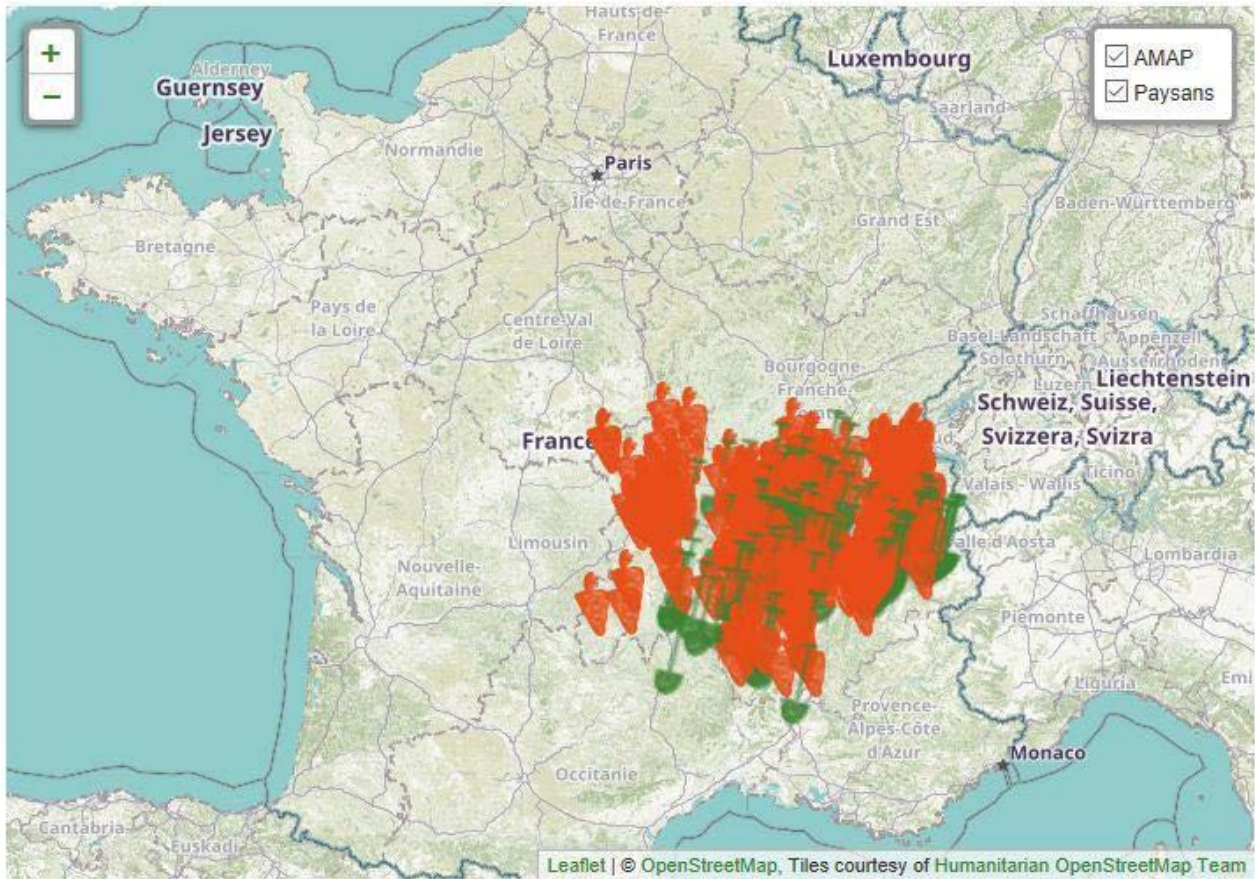 Hauts-de-
France
+
−
Alderney
Guernsey
Jersey
Luxembourg
Saarland
AMAP
Paysans
Normandie
Paris
Île-de-France
Grand Est
Baden-Württemberg
Bretagne
Pays de
la Loire
Centre-Val
de Loire
Bourgogne
Franche-
Schaffhausen
Basel-Landschaft
Appenzell
Solothurn
Ausserrhoden
Luzern
Liechtenstein
Schweiz, Suisse,
Svizzera, Svizra
France
Ticino
Valais - Wallis
Limousin
Valle d'Aosta
Lombardia
Nouvelle-
Aquitaine
Piemonte
Liguria
Provence-
Alpes-Côte
d'Azur
Monaco
Occitanie
Cantabria
Euskadi
Leaflet | © OpenStreetMap, Tiles courtesy of Humanitarian OpenStreetMap Team